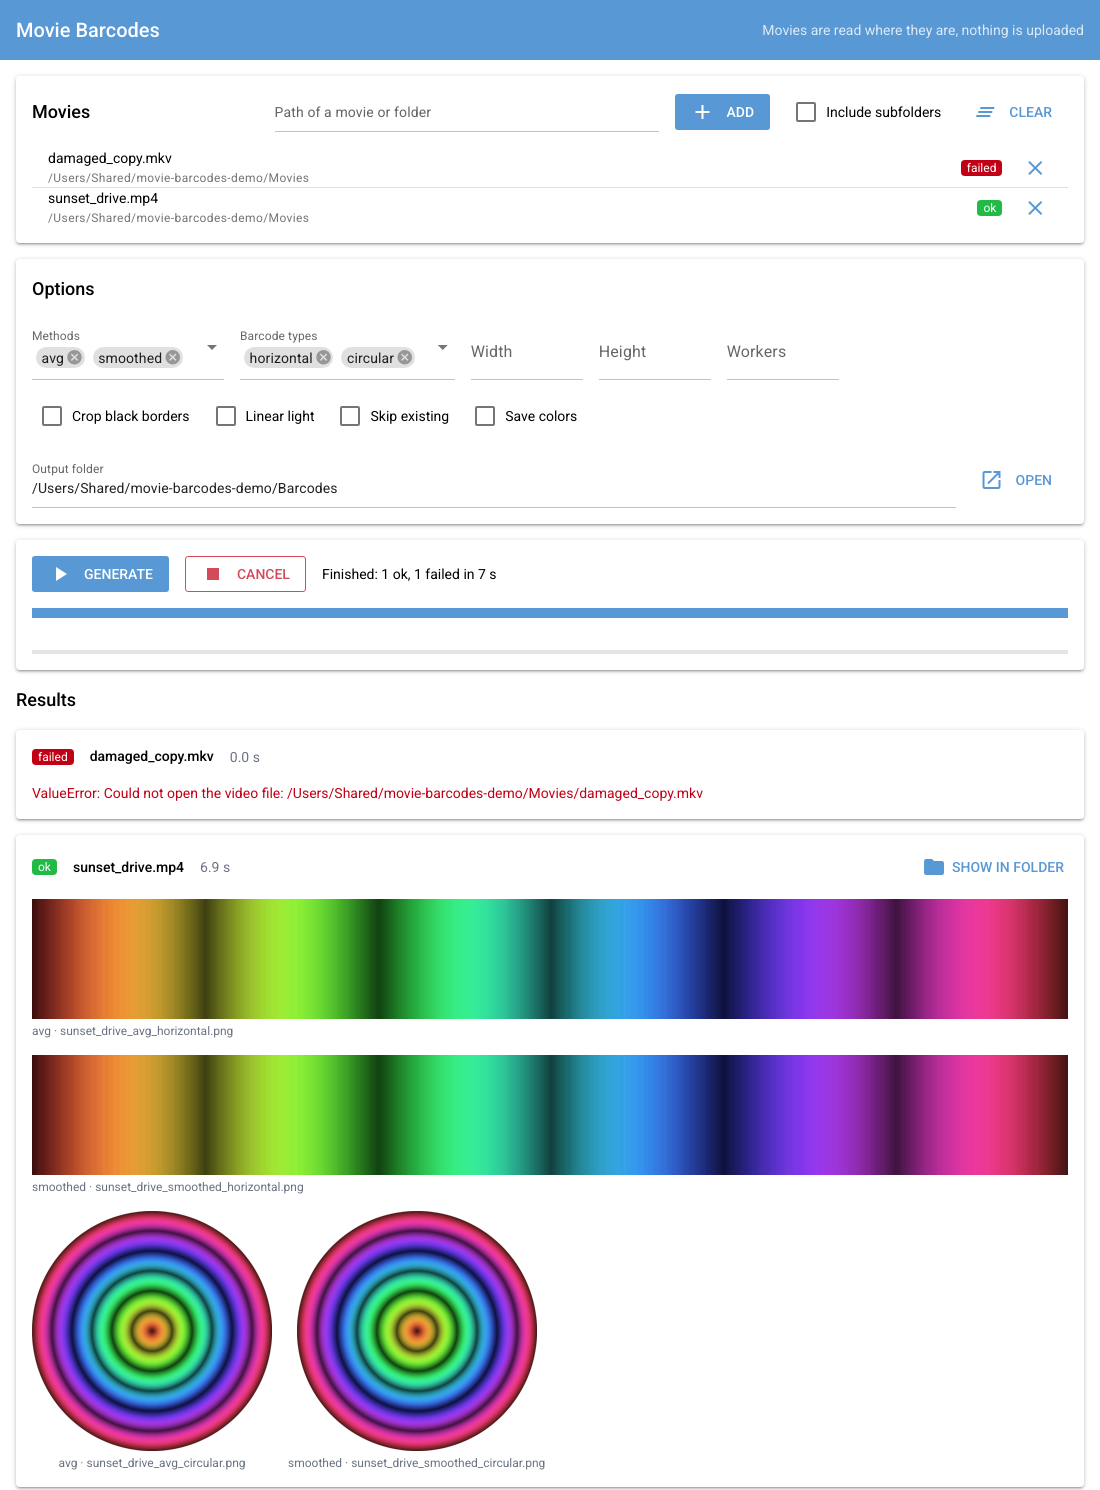 Movie Barcodes
Movies are read where they are, nothing is uploaded
Movies
Path of a movie or folder
ADD
Include subfolders
CLEAR
damaged_copy.mkv
/Users/Shared/movie-barcodes-demo/Movies
failed
sunset_drive.mp4
/Users/Shared/movie-barcodes-demo/Movies
ok
Options
Methods
avg
smoothed
Barcode types
horizontal
circular
Width
Height
Workers
Crop black borders
Linear light
Skip existing
Save colors
Output folder
/Users/Shared/movie-barcodes-demo/Barcodes
OPEN
GENERATE
CANCEL
Finished: 1 ok, 1 failed in 7 s
Results
failed
damaged_copy.mkv
0.0 s
ValueError: Could not open the video file: /Users/Shared/movie-barcodes-demo/Movies/damaged_copy.mkv
ok
sunset_drive.mp4
6.9 s
SHOW IN FOLDER
avg · sunset_drive_avg_horizontal.png
smoothed · sunset_drive_smoothed_horizontal.png
avg · sunset_drive_avg_circular.png
smoothed · sunset_drive_smoothed_circular.png